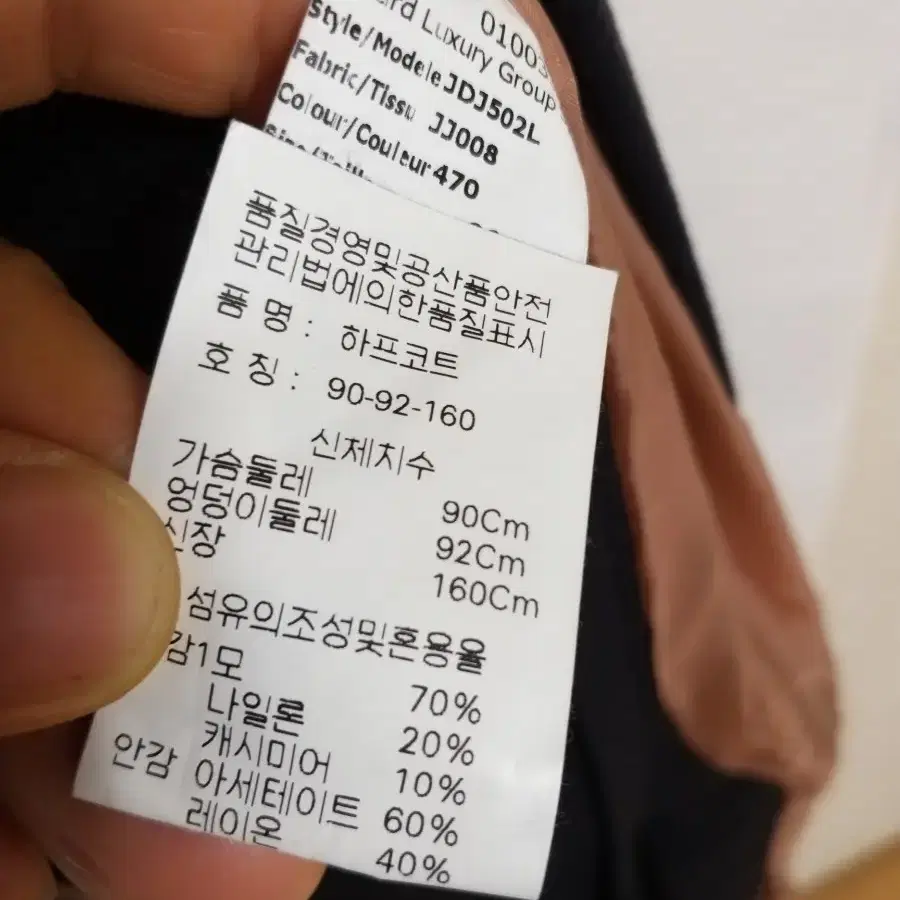 01003
Luxury Group
Style/Modele JDJ502L
Fabric/Tissu JJ008
Colour/Couleur 470
품질경영및공산품안전
관리법에의한품질표시
품 명 : 하프코트
호 칭 : 90-92-160
신체치수
가슴둘레 90Cm
엉덩이둘레 92Cm
신장 160Cm
섬유의조성및혼용율
감1모 70%
나일론 20%
캐시미어 10%
안감 아세테이트 60%
레이온 40%